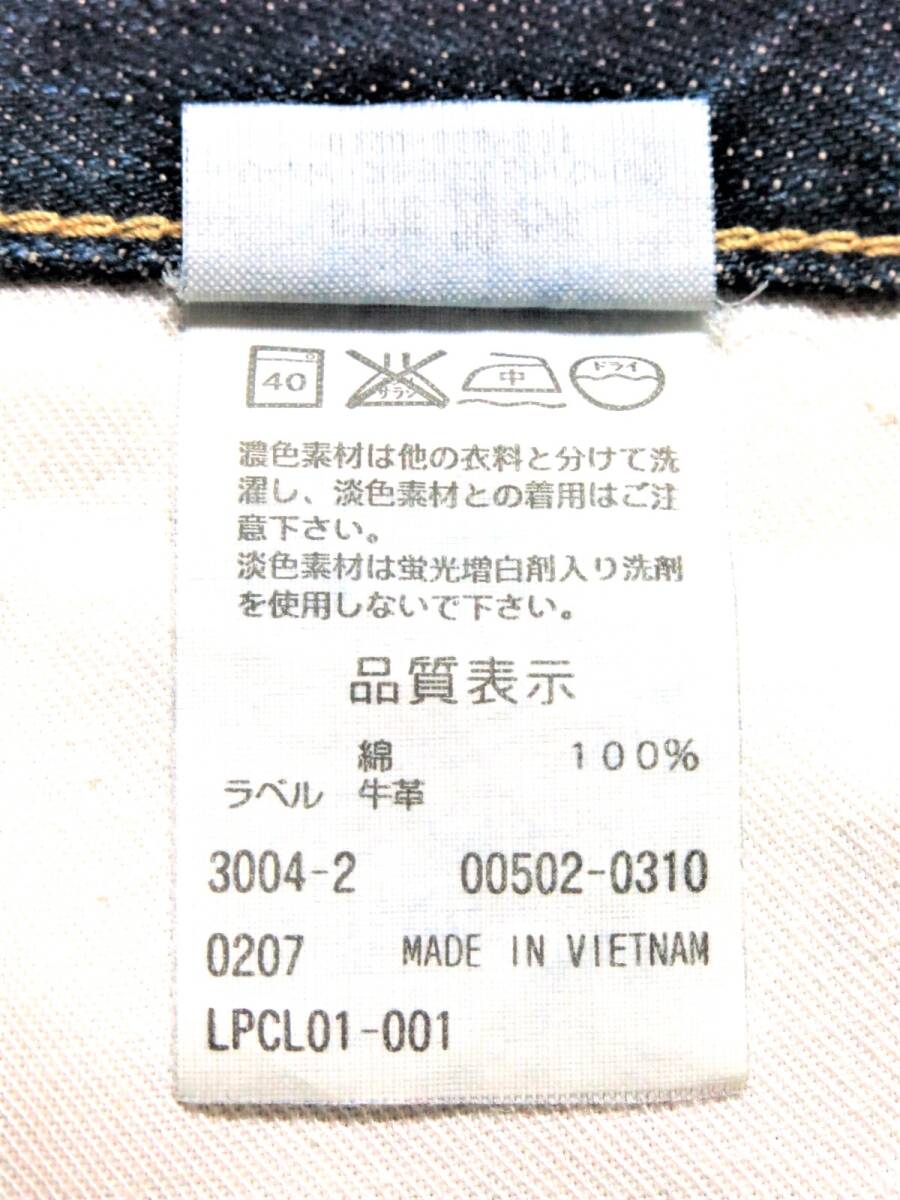 40 サラシ 中 ドライ
濃色素材は他の衣料と分けて洗
濯し、淡色素材との着用はご注
意下さい。
淡色素材は蛍光増白剤入り洗剤
を使用しないで下さい。
品質表示
綿 100%
ラベル 牛革
3004-2 00502-0310
0207 MADE IN VIETNAM
LPCL01-001